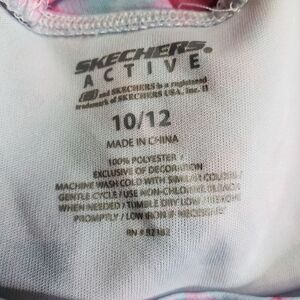 SKECHERS
ACTIVE
and SKECHERS is a registered
trademark of SKECHERS USA, Inc. II
10/12
MADE IN CHINA
100% POLYESTER
EXCLUSIVE OF DECORATION
MACHINE WASH COLD WITH SIMILAR COLORS/
GENTLE CYCLE / USE NON-CHLORINE BLEACH
WHEN NEEDED / TUMBLE DRY LOW / REMOVE
PROMPTLY / LOW IRON IF NECESSARY
RN #